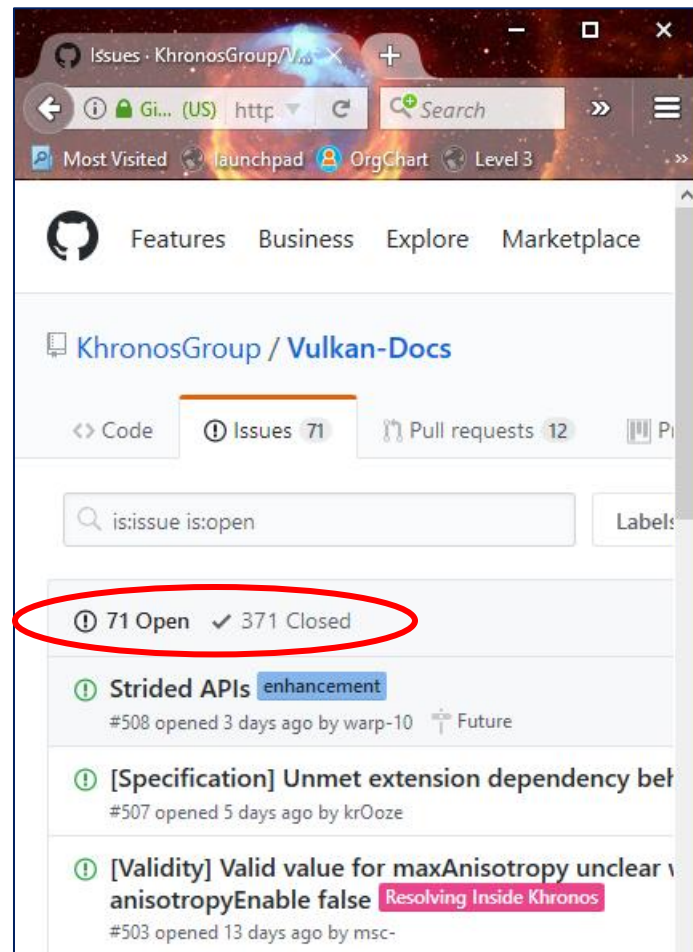 Issues · KhronosGroup/V...
Gi... (US) http Search
Most Visited launchpad OrgChart Level 3
Features Business Explore Marketplace
KhronosGroup / Vulkan-Docs
Code Issues 71 Pull requests 12
is:issue is:open Labels
71 Open 371 Closed
Strided APIs enhancement
#508 opened 3 days ago by warp-10 Future
[Specification] Unmet extension dependency beh
#507 opened 5 days ago by krOoze
[Validity] Valid value for maxAnisotropy unclear
anisotropyEnable false Resolving Inside Khronos
#503 opened 13 days ago by msc-